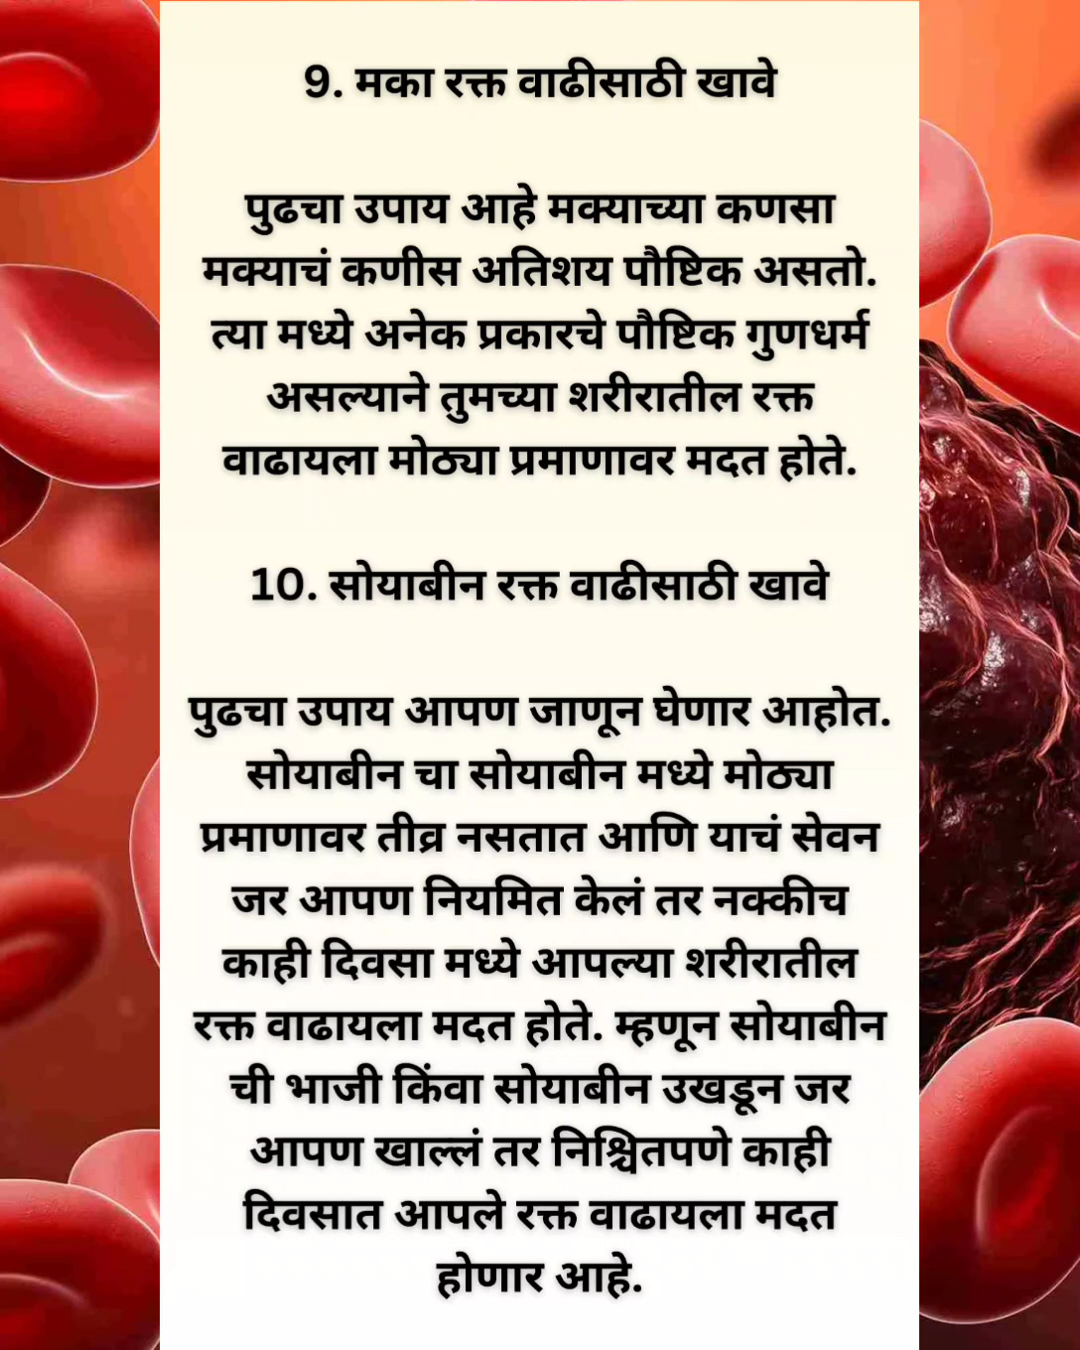 9. मका रक्त वाढीसाठी खावे
पुढचा उपाय आहे मक्याच्या कणसा
मक्याचं कणीस अतिशय पौष्टिक असतो.
त्या मध्ये अनेक प्रकारचे पौष्टिक गुणधर्म
असल्याने तुमच्या शरीरातील रक्त
वाढायला मोठ्या प्रमाणावर मदत होते.
10. सोयाबीन रक्त वाढीसाठी खावे
पुढचा उपाय आपण जाणून घेणार आहोत.
सोयाबीन चा सोयाबीन मध्ये मोठ्या
प्रमाणावर तीव्र नसतात आणि याचं सेवन
जर आपण नियमित केलं तर नक्कीच
काही दिवसा मध्ये आपल्या शरीरातील
रक्त वाढायला मदत होते. म्हणून सोयाबीन
ची भाजी किंवा सोयाबीन उखडून जर
आपण खाल्लं तर निश्चितपणे काही
दिवसात आपले रक्त वाढायला मदत
होणार आहे.